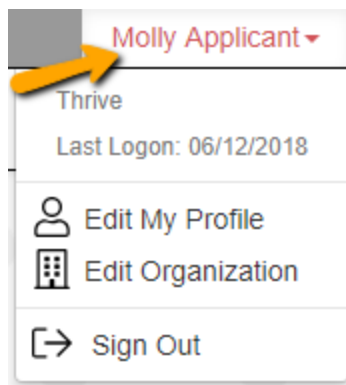 Molly Applicant
Thrive
Last Logon: 06/12/2018
Edit My Profile
Edit Organization
Sign Out